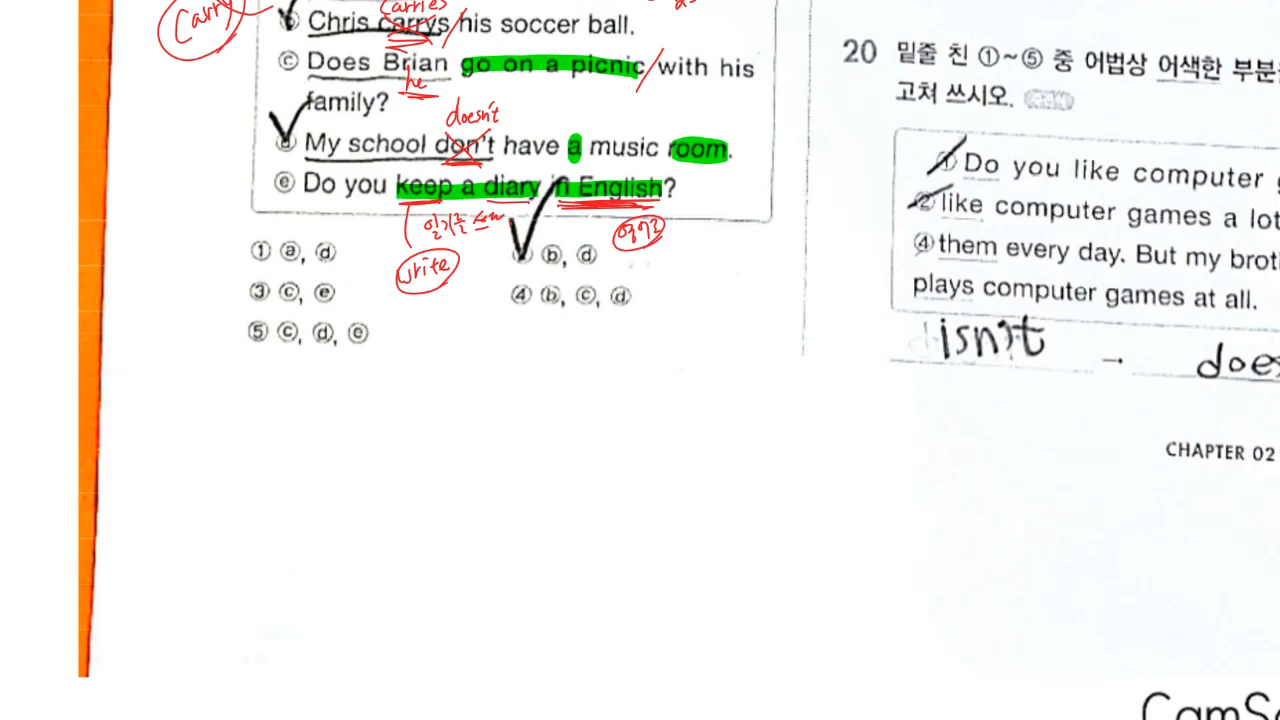 Carry
carries
ⓑ Chris carrys his soccer ball.
ⓒ Does Brian go on a picnic with his
he
family?
doesn't
ⓓ My school don't have a music room.
ⓔ Do you keep a diary in English?
일기를 쓰다
영어로
write
① ⓐ, ⓓ
ⓑ, ⓓ
③ ⓒ, ⓔ
④ ⓑ, ⓒ, ⓓ
⑤ ⓒ, ⓓ, ⓔ
20 밑줄 친 ①~⑤ 중 어법상 어색한 부분
고쳐 쓰시오.
① Do you like computer
② like computer games a lot
④ them every day. But my brot
plays computer games at all.
isn't → does
CHAPTER 02
CamS